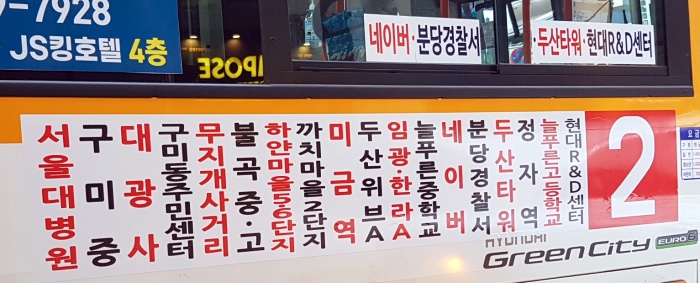 9-7928
JS킹호텔 4층
POSE
네이버·분당경찰서
·두산타워·현대R&D센터
서울대병원
구미중
대광사
구미동주민센터
무지개사거리
불곡중·고
하얀마을5·6단지
까치마을2단지
미금역
두산위브A
임광·한라A
늘푸른중학교
네이버
분당경찰서
두산타워
정자역
늘푸른고등학교
현대R&D센터
2
HYUNDAI
Green City
EURO 6